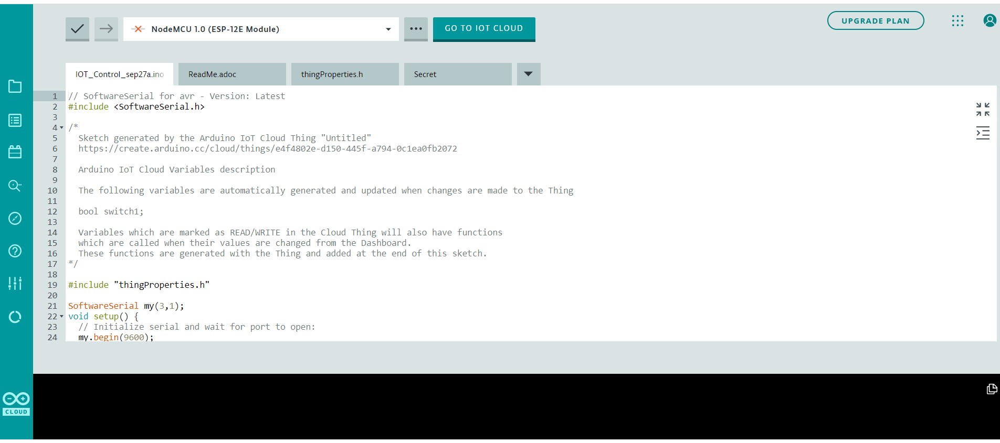 NodeMCU 1.0 (ESP-12E Module)
GO TO IOT CLOUD
UPGRADE PLAN
IOT_Control_sep27a.ino
ReadMe.adoc
thingProperties.h
Secret
1 // SoftwareSerial for avr - Version: Latest
2 #include <SoftwareSerial.h>
3
4 /*
5 Sketch generated by the Arduino IoT Cloud Thing "Untitled"
6 https://create.arduino.cc/cloud/things/e4f4802e-d150-445f-a794-0c1ea0fb2072
7
8 Arduino IoT Cloud Variables description
9
10 The following variables are automatically generated and updated when changes are made to the Thing
11
12 bool switch1;
13
14 Variables which are marked as READ/WRITE in the Cloud Thing will also have functions
15 which are called when their values are changed from the Dashboard.
16 These functions are generated with the Thing and added at the end of this sketch.
17 */
18
19 #include "thingProperties.h"
20
21 SoftwareSerial my(3,1);
22 void setup() {
23 // Initialize serial and wait for port to open:
24 my.begin(9600);
CLOUD